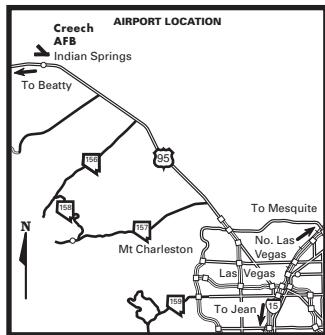 AIRPORT LOCATION
Creech
AFB
Indian Springs
To Beatty
95
156
158
157
To Mesquite
N
Mt Charleston
No. Las
Vegas
Las Vegas
159
To Jean
15